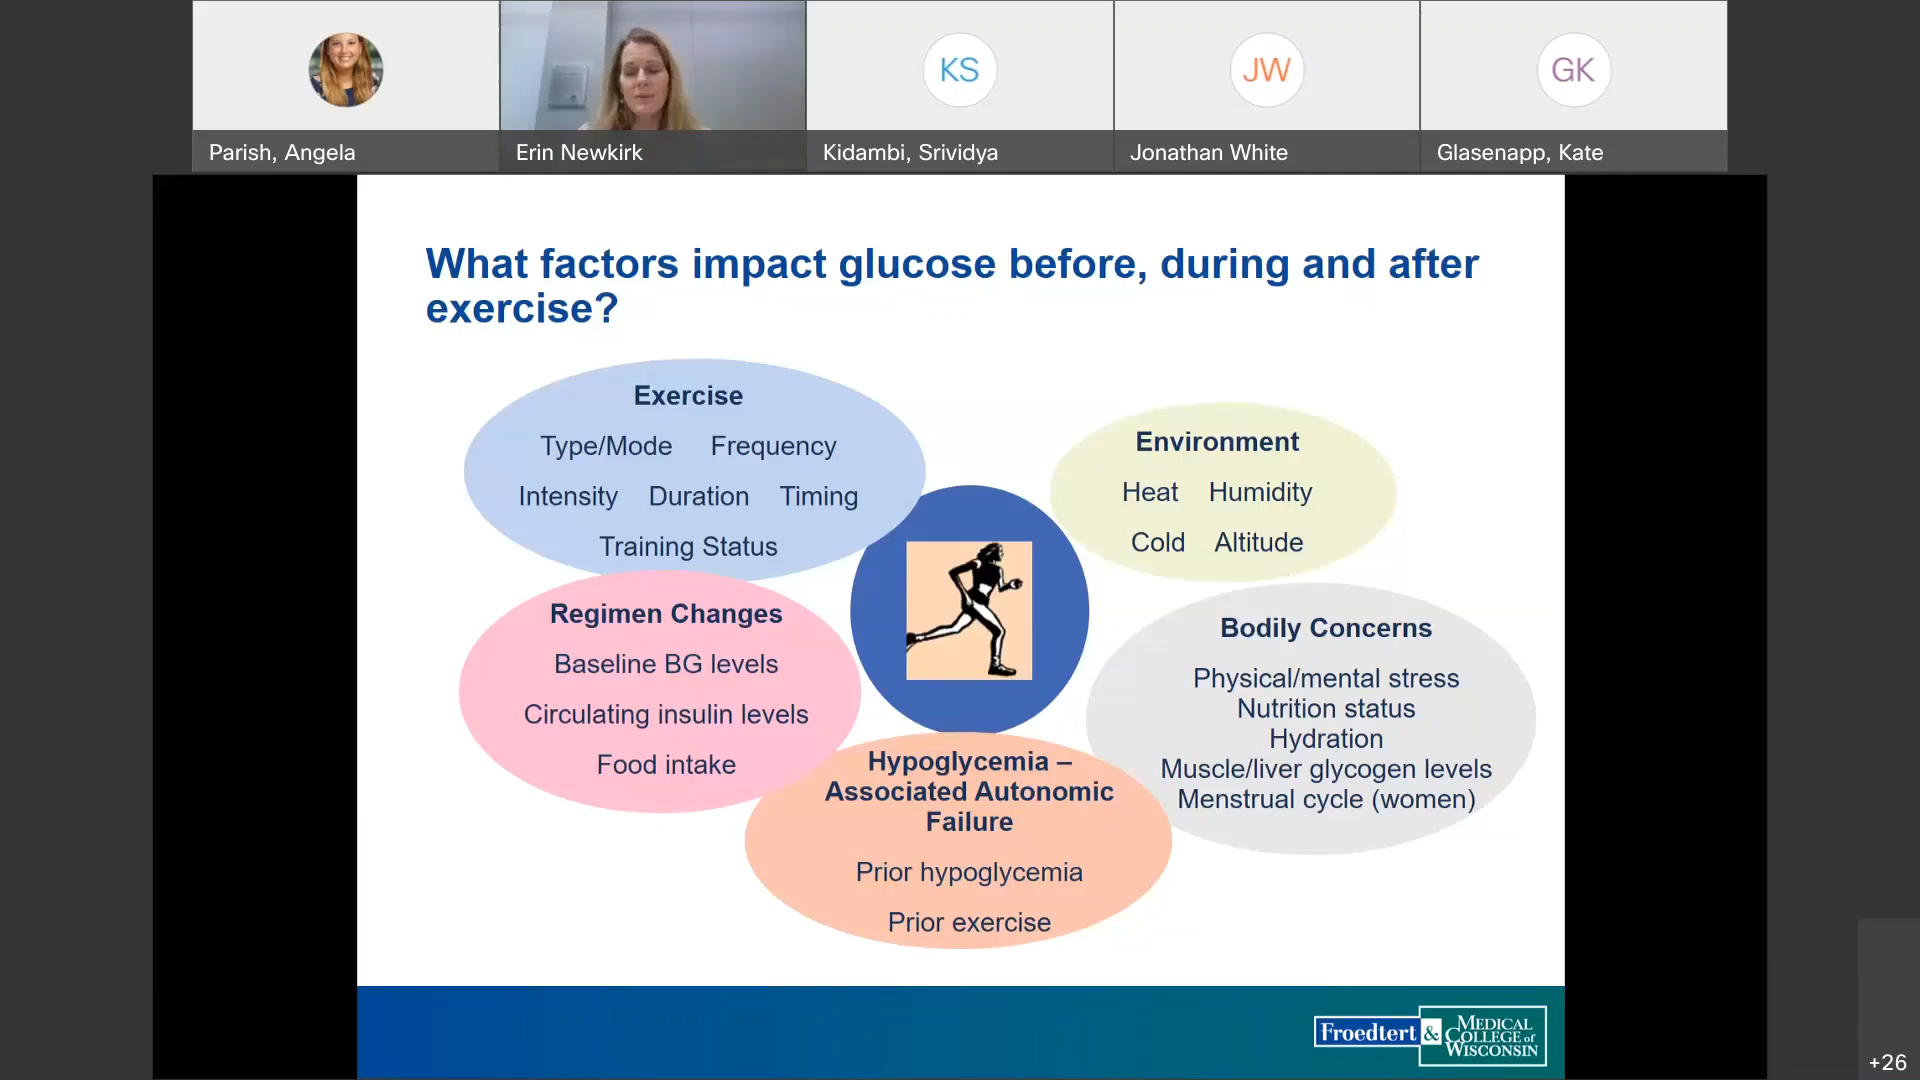 KS
JW
GK
Parish, Angela
Erin Newkirk
Kidambi, Srividya
Jonathan White
Glasenapp, Kate
What factors impact glucose before, during and after
exercise?
Exercise
Type/Mode Frequency
Intensity Duration Timing
Training Status
Environment
Heat Humidity
Cold Altitude
Regimen Changes
Baseline BG levels
Circulating insulin levels
Food intake
Bodily Concerns
Physical/mental stress
Nutrition status
Hydration
Muscle/liver glycogen levels
Menstrual cycle (women)
Hypoglycemia –
Associated Autonomic
Failure
Prior hypoglycemia
Prior exercise
Froedtert &
MEDICAL
COLLEGE of
WISCONSIN
+26